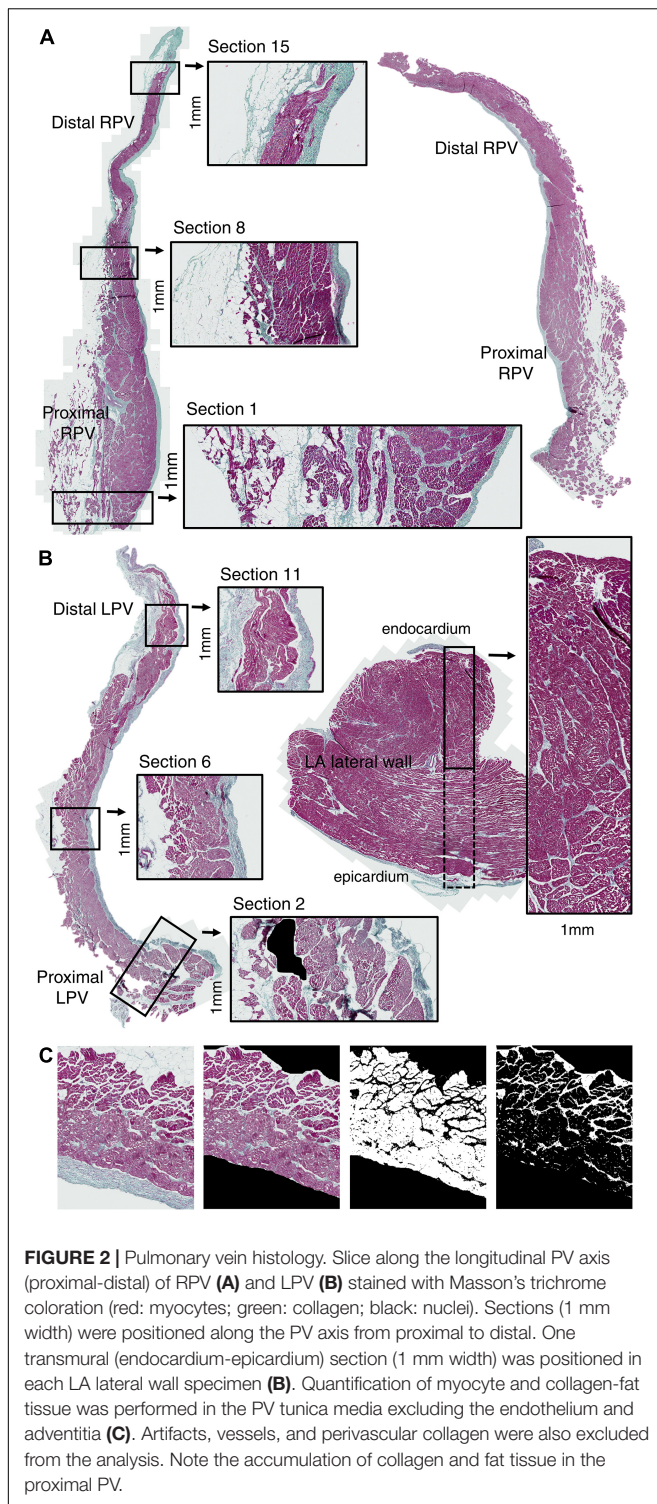 A
Section 15
1mm
Distal RPV
Distal RPV
Section 8
1mm
Proximal
RPV
Proximal
RPV
Section 1
1mm
B
Section 11
Distal LPV
1mm
endocardium
LA lateral wall
Section 6
1mm
epicardium
Section 2
1mm
Proximal
LPV
1mm
C
FIGURE 2 | Pulmonary vein histology. Slice along the longitudinal PV axis
(proximal-distal) of RPV (A) and LPV (B) stained with Masson's trichrome
coloration (red: myocytes; green: collagen; black: nuclei). Sections (1 mm
width) were positioned along the PV axis from proximal to distal. One
transmural (endocardium-epicardium) section (1 mm width) was positioned in
each LA lateral wall specimen (B). Quantification of myocyte and collagen-fat
tissue was performed in the PV tunica media excluding the endothelium and
adventitia (C). Artifacts, vessels, and perivascular collagen were also excluded
from the analysis. Note the accumulation of collagen and fat tissue in the
proximal PV.